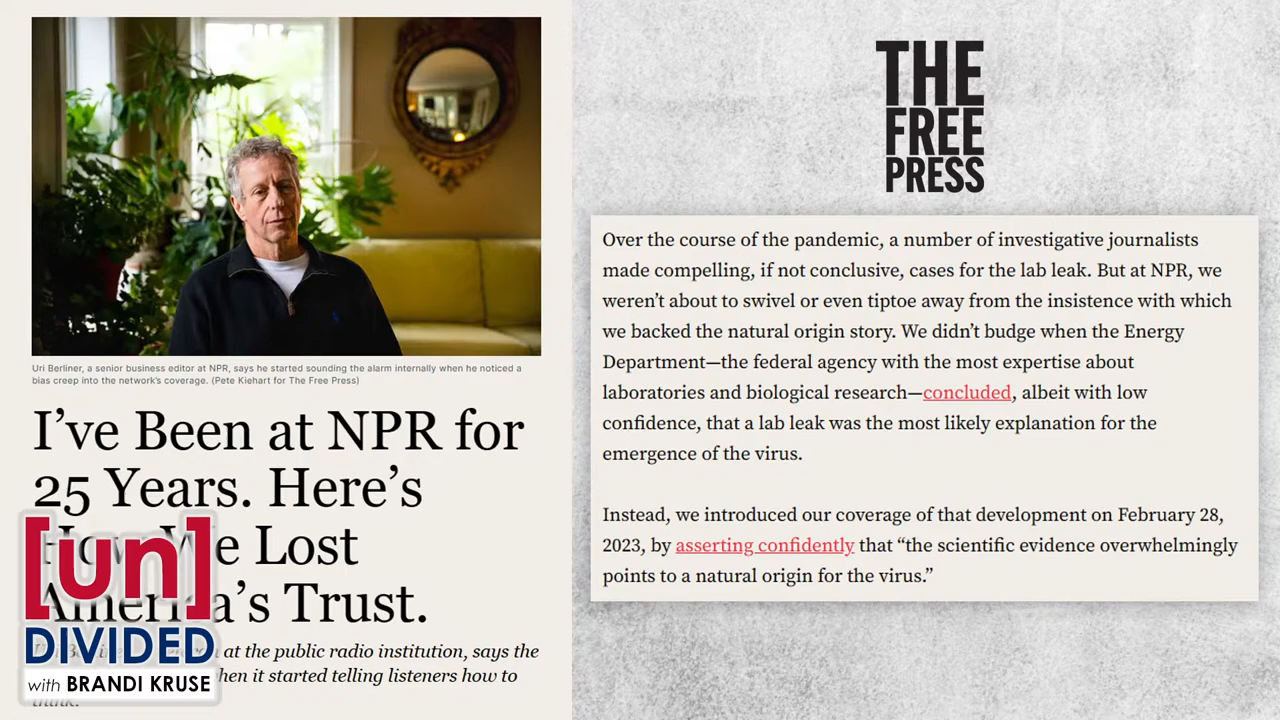 Uri Berliner, a senior business editor at NPR, says he started sounding the alarm internally when he noticed a
bias creep into the network's coverage. (Pete Kiehart for The Free Press)
I've Been at NPR for
25 Years. Here's
How We Lost
America's Trust.
at the public radio institution, says the
when it started telling listeners how to
think.
[un]
DIVIDED
with BRANDI KRUSE
THE
FREE
PRESS
Over the course of the pandemic, a number of investigative journalists
made compelling, if not conclusive, cases for the lab leak. But at NPR, we
weren't about to swivel or even tiptoe away from the insistence with which
we backed the natural origin story. We didn't budge when the Energy
Department—the federal agency with the most expertise about
laboratories and biological research—concluded, albeit with low
confidence, that a lab leak was the most likely explanation for the
emergence of the virus.
Instead, we introduced our coverage of that development on February 28,
2023, by asserting confidently that “the scientific evidence overwhelmingly
points to a natural origin for the virus.”